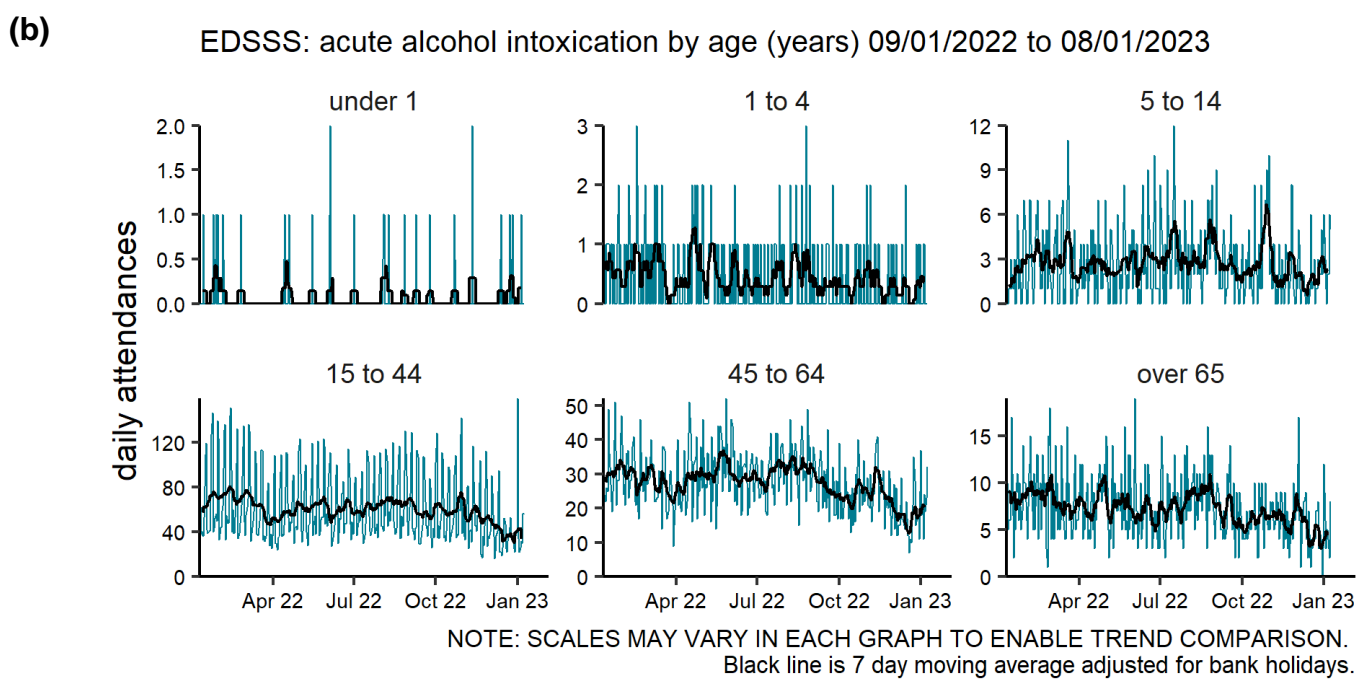 (b)
EDSSS: acute alcohol intoxication by age (years) 09/01/2022 to 08/01/2023
daily attendances
under 1
2.0
1.5
1.0
0.5
0.0
1 to 4
3
2
1
0
5 to 14
12
9
6
3
0
15 to 44
120
80
40
0
Apr 22 Jul 22 Oct 22 Jan 23
45 to 64
50
40
30
20
10
0
Apr 22 Jul 22 Oct 22 Jan 23
over 65
15
10
5
0
Apr 22 Jul 22 Oct 22 Jan 23
NOTE: SCALES MAY VARY IN EACH GRAPH TO ENABLE TREND COMPARISON.
Black line is 7 day moving average adjusted for bank holidays.